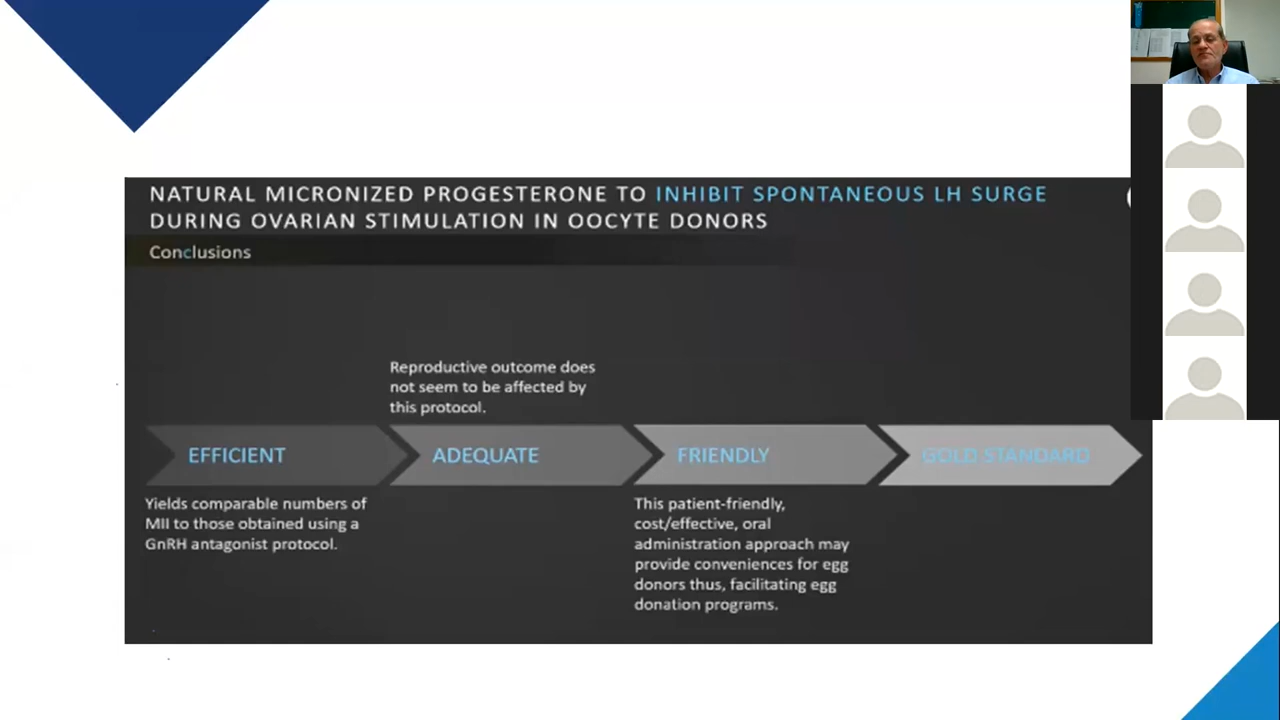 NATURAL MICRONIZED PROGESTERONE TO INHIBIT SPONTANEOUS LH SURGE
DURING OVARIAN STIMULATION IN OOCYTE DONORS
Conclusions
Reproductive outcome does
not seem to be affected by
this protocol.
EFFICIENT
ADEQUATE
FRIENDLY
GOLD STANDARD
Yields comparable numbers of
MII to those obtained using a
GnRH antagonist protocol.
This patient-friendly,
cost/effective, oral
administration approach may
provide conveniences for egg
donors thus, facilitating egg
donation programs.